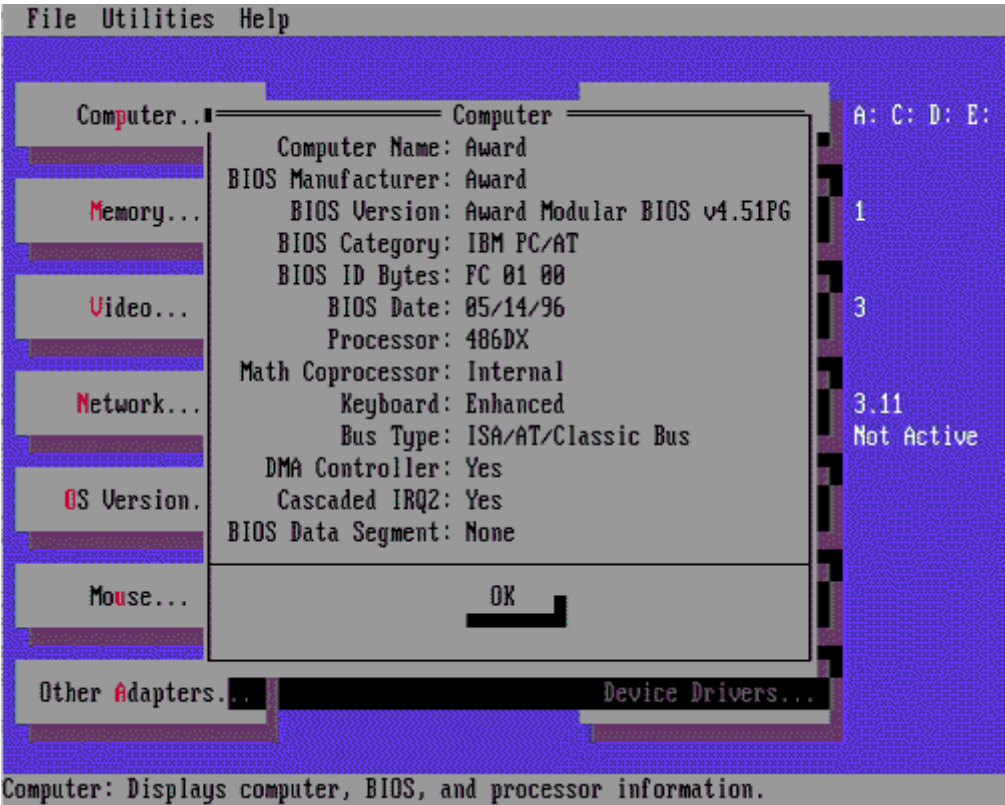 File Utilities Help
Computer..
Computer
A: C: D: E:
Computer Name: Award
BIOS Manufacturer: Award
Memory...
BIOS Version: Award Modular BIOS v4.51PG
1
BIOS Category: IBM PC/AT
BIOS ID Bytes: FC 01 00
Video...
BIOS Date: 05/14/96
3
Processor: 486DX
Math Coprocessor: Internal
Network...
Keyboard: Enhanced
3.11
Bus Type: ISA/AT/Classic Bus
Not Active
DMA Controller: Yes
OS Version.
Cascaded IRQ2: Yes
BIOS Data Segment: None
Mouse...
OK
Other Adapters...
Device Drivers...
Computer: Displays computer, BIOS, and processor information.